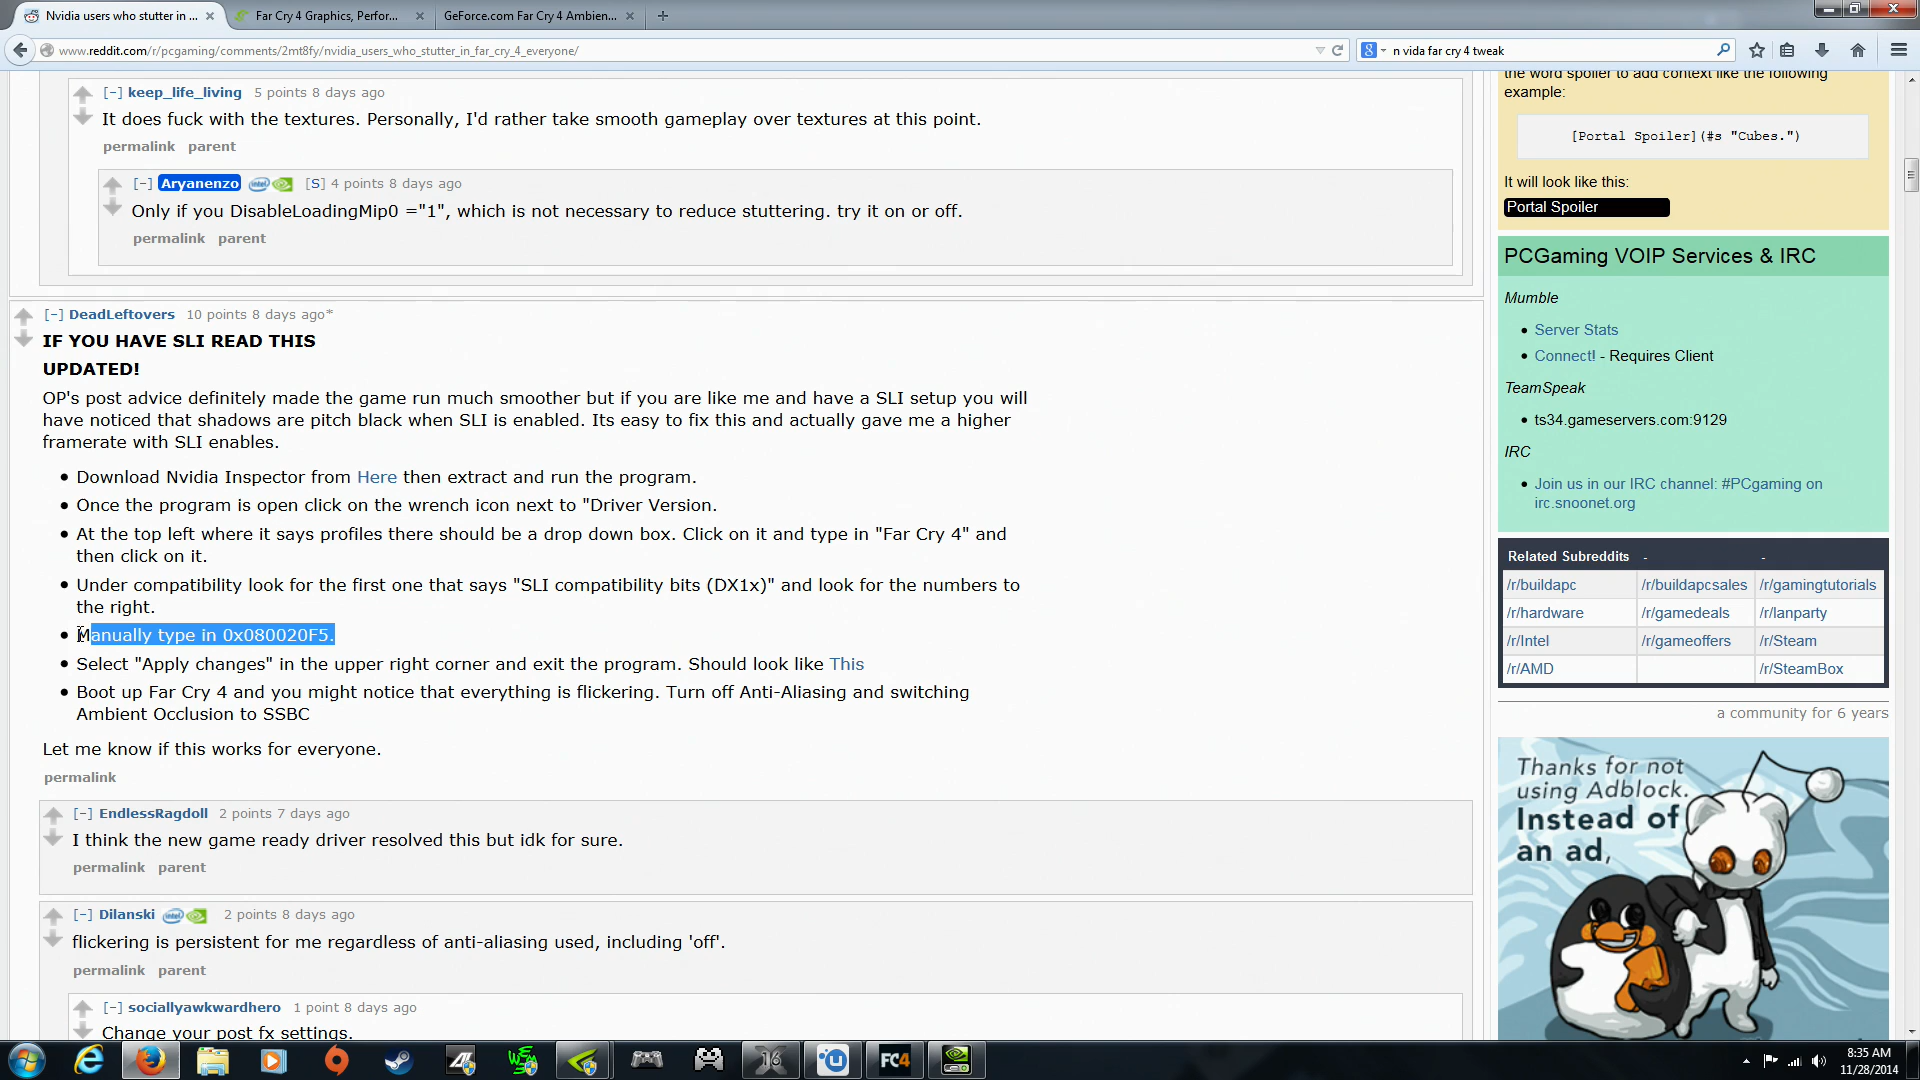 Nvidia users who stutter in ...
Far Cry 4 Graphics, Perfor...
GeForce.com Far Cry 4 Ambien...
www.reddit.com/r/pcgaming/comments/2mt8fy/nvidia_users_who_stutter_in_far_cry_4_everyone/
n vida far cry 4 tweak
[–] keep_life_living 5 points 8 days ago
It does fuck with the textures. Personally, I'd rather take smooth gameplay over textures at this point.
permalink parent
[–] Aryanenzo [S] 4 points 8 days ago
Only if you DisableLoadingMip0 ="1", which is not necessary to reduce stuttering. try it on or off.
permalink parent
[–] DeadLeftovers 10 points 8 days ago*
IF YOU HAVE SLI READ THIS
UPDATED!
OP's post advice definitely made the game run much smoother but if you are like me and have a SLI setup you will
have noticed that shadows are pitch black when SLI is enabled. Its easy to fix this and actually gave me a higher
framerate with SLI enables.
• Download Nvidia Inspector from Here then extract and run the program.
• Once the program is open click on the wrench icon next to "Driver Version.
• At the top left where it says profiles there should be a drop down box. Click on it and type in "Far Cry 4" and
then click on it.
• Under compatibility look for the first one that says "SLI compatibility bits (DX1x)" and look for the numbers to
the right.
• Manually type in 0x080020F5.
• Select "Apply changes" in the upper right corner and exit the program. Should look like This
• Boot up Far Cry 4 and you might notice that everything is flickering. Turn off Anti-Aliasing and switching
Ambient Occlusion to SSBC
Let me know if this works for everyone.
permalink
[–] EndlessRagdoll 2 points 7 days ago
I think the new game ready driver resolved this but idk for sure.
permalink parent
[–] Dilanski 2 points 8 days ago
flickering is persistent for me regardless of anti-aliasing used, including 'off'.
permalink parent
[–] sociallyawkwardhero 1 point 8 days ago
Change your post fx settings.
the word spoiler to add context like the following
example:
[Portal Spoiler](#s "Cubes.")
It will look like this:
Portal Spoiler
PCGaming VOIP Services & IRC
Mumble
• Server Stats
• Connect! - Requires Client
TeamSpeak
• ts34.gameservers.com:9129
IRC
• Join us in our IRC channel: #PCgaming on
irc.snoonet.org
Related Subreddits - -
/r/buildapc /r/buildapcsales /r/gamingtutorials
/r/hardware /r/gamedeals /r/lanparty
/r/Intel /r/gameoffers /r/Steam
/r/AMD /r/SteamBox
a community for 6 years
Thanks for not
using Adblock.
Instead of
an ad,
FC4
8:35 AM
11/28/2014